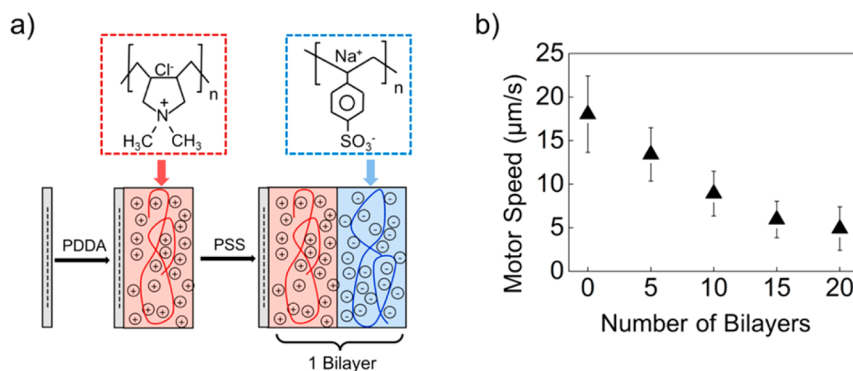 a)
Cl-
n
N
+
H3C
CH3
Na+
n
SO3-
PDDA
PSS
1 Bilayer
b)
Motor Speed (μm/s)
25
20
15
10
5
0
0 5 10 15 20
Number of Bilayers